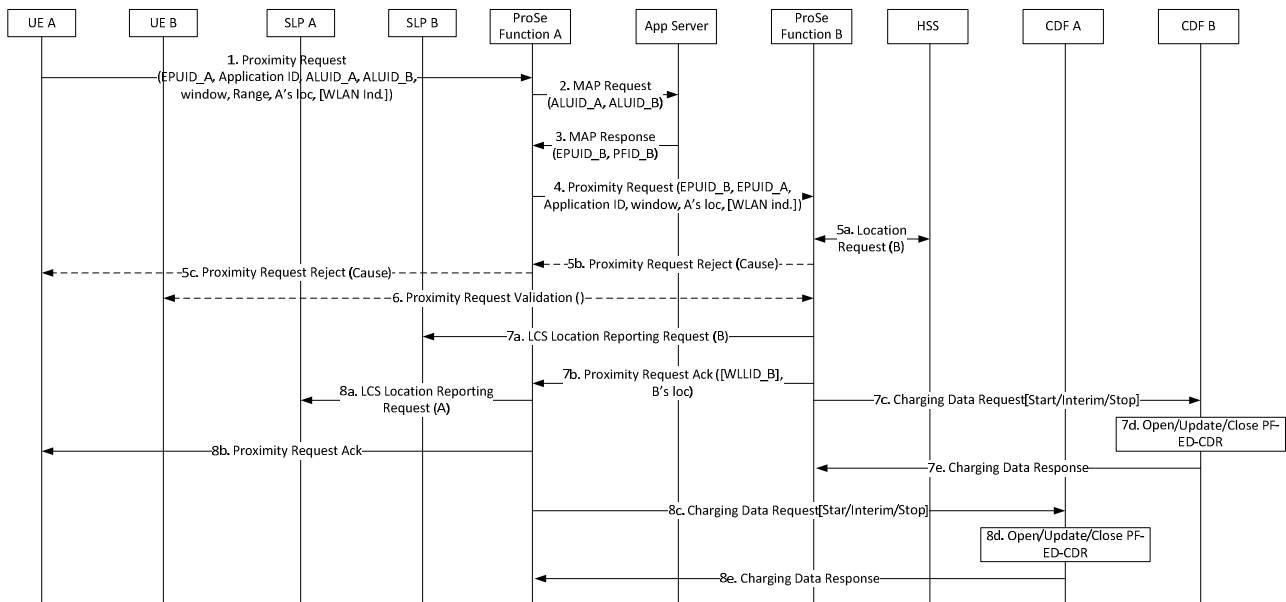 UE A
UE B
SLP A
SLP B
ProSe
Function A
App Server
ProSe
Function B
HSS
CDF A
CDF B
1. Proximity Request
(EPUID_A, Application ID, ALUID_A, ALUID_B,
window, Range, A's loc, [WLAN Ind.])
2. MAP Request
(ALUID_A, ALUID_B)
3. MAP Response
(EPUID_B, PFID_B)
4. Proximity Request (EPUID_B, EPUID_A,
Application ID, window, A's loc, [WLAN ind.])
5a. Location
Request (B)
5b. Proximity Request Reject (Cause)
5c. Proximity Request Reject (Cause)
6. Proximity Request Validation ()
7a. LCS Location Reporting Request (B)
7b. Proximity Request Ack ([WLLID_B],
B's loc)
8a. LCS Location Reporting
Request (A)
7c. Charging Data Request[Start/Interim/Stop]
7d. Open/Update/Close PF-
ED-CDR
8b. Proximity Request Ack
7e. Charging Data Response
8c. Charging Data Request[Star/Interim/Stop]
8d. Open/Update/Close PF-
ED-CDR
8e. Charging Data Response